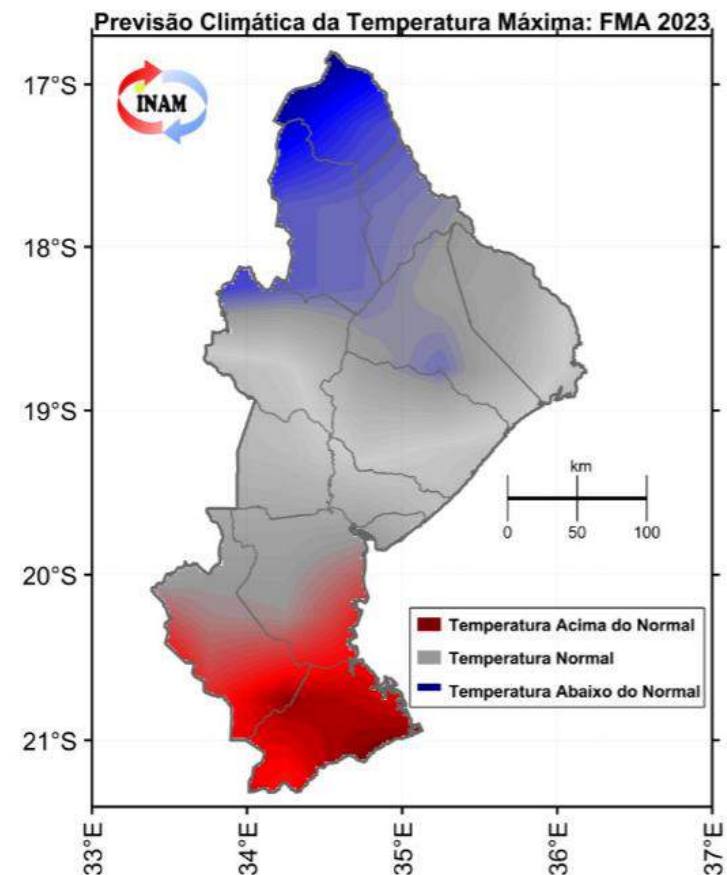 Previsão Climática da Temperatura Máxima: FMA 2023
INAM
17°S
18°S
19°S
20°S
21°S
km
0 50 100
Temperatura Acima do Normal
Temperatura Normal
Temperatura Abaixo do Normal
33°E 34°E 35°E 36°E 37°E